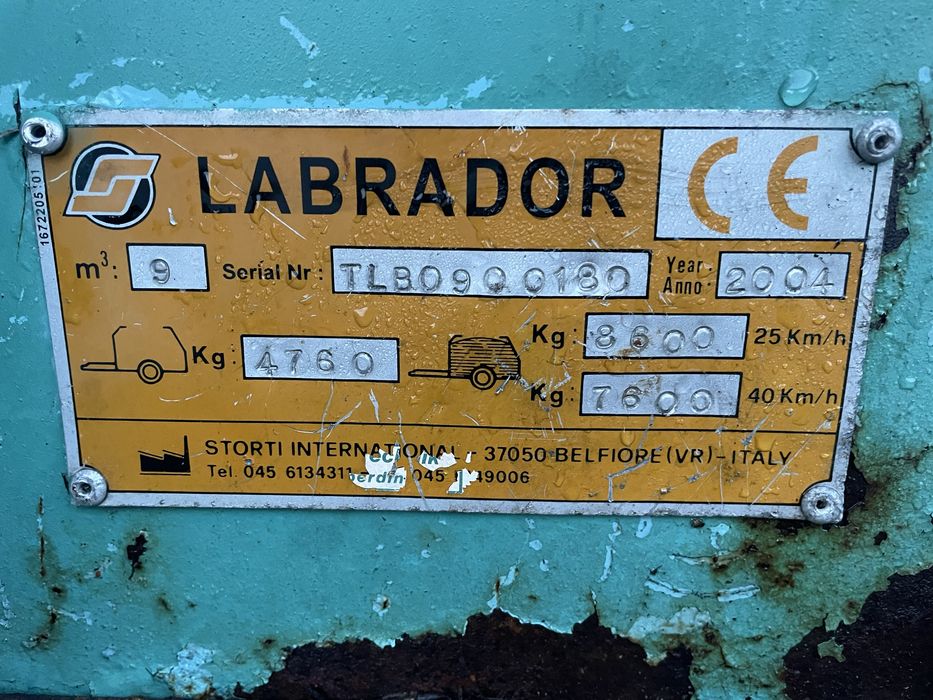 LABRADOR CE
1672205101
m³: 9 Serial Nr: TLB0900180 Year: Anno: 2004
Kg: 4760
Kg: 8600 25 Km/h
Kg: 7600 40 Km/h
STORTI INTERNATIONAL - 37050 BELFIORE (VR) - ITALY
Tel. 045 6134311 - 045 49006